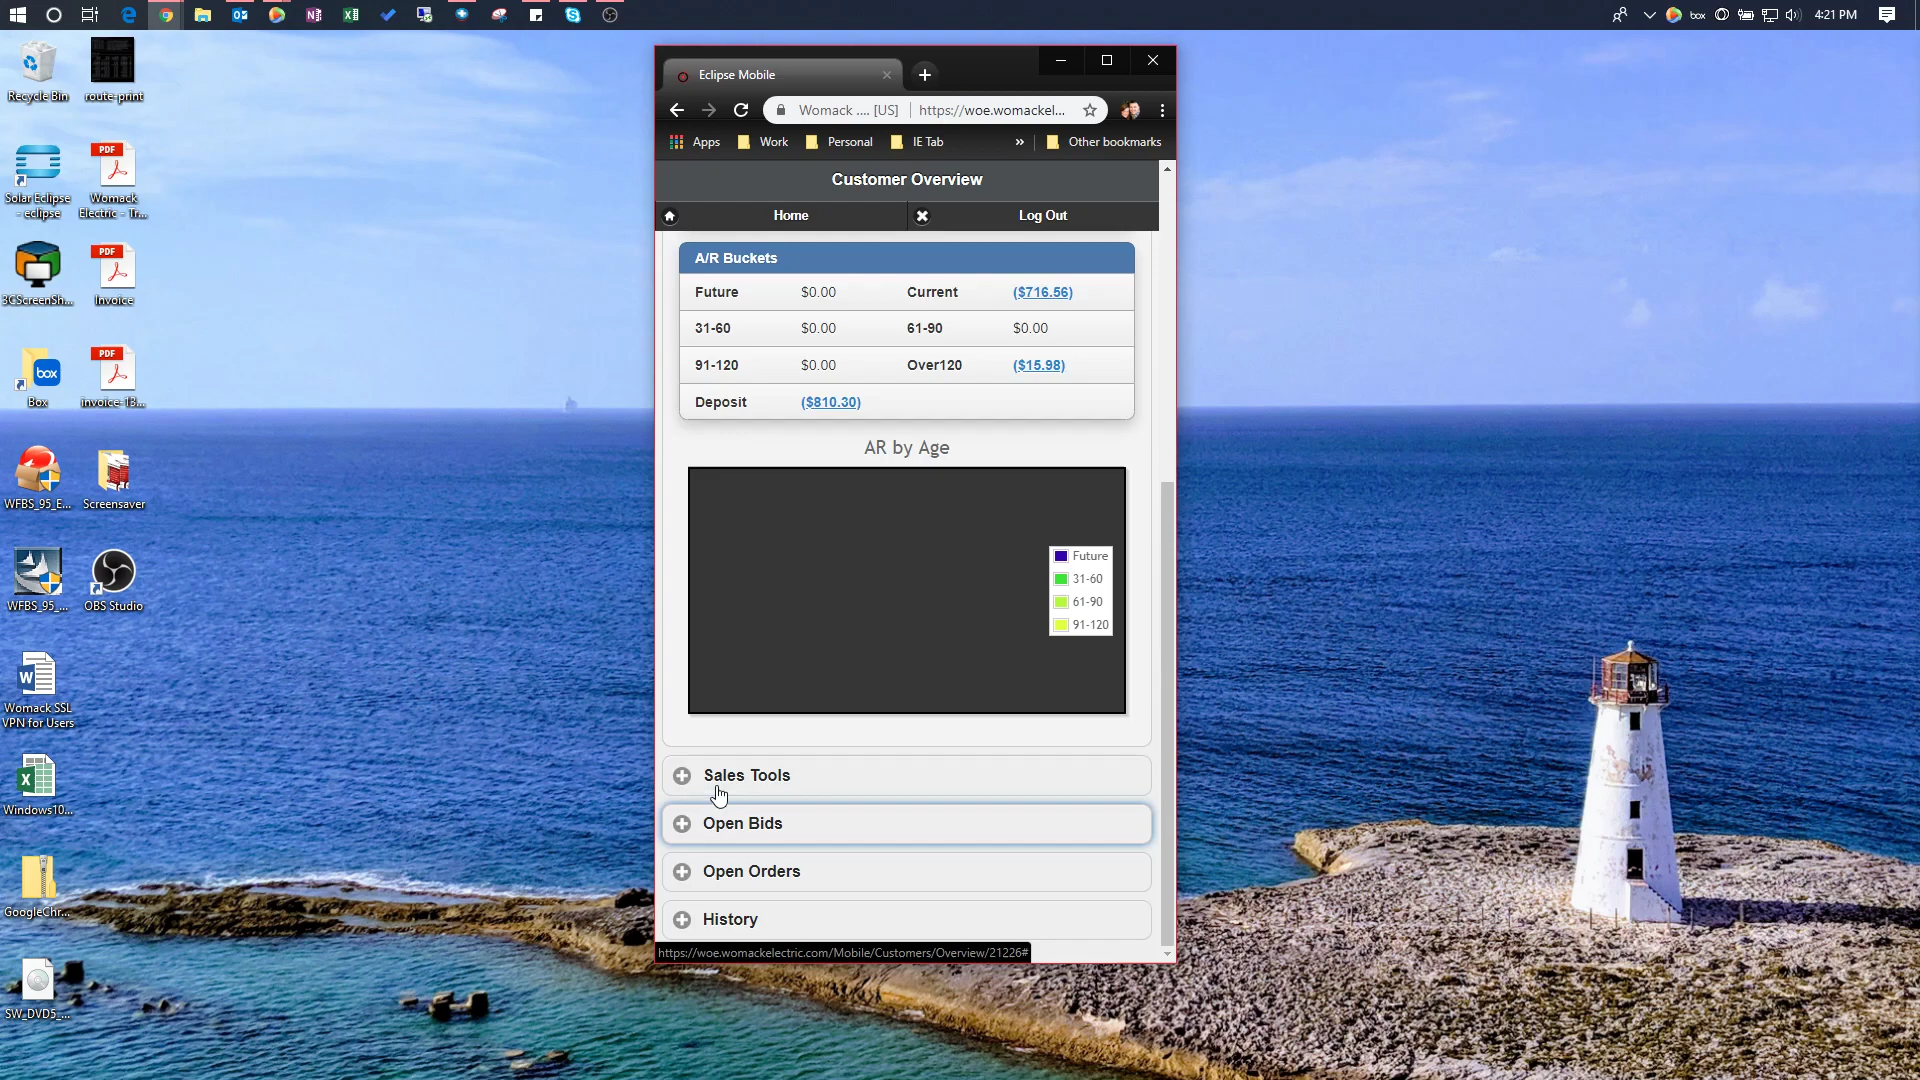 4:21 PM
box
Recycle Bin
route-print
Solar Eclipse
- eclipse
PDF
Womack
Electric - Tr...
3CScreenSh...
PDF
Invoice
box
Box
PDF
invoice-13...
WFBS_95_E...
Screensaver
WFBS_95_...
OBS Studio
Womack SSL
VPN for Users
Windows10...
GoogleChr...
SW_DVD5_...
Eclipse Mobile
Womack .... [US]
https://woe.womackel...
Apps
Work
Personal
IE Tab
»
Other bookmarks
Customer Overview
Home
Log Out
A/R Buckets
Future $0.00 Current ($716.56)
31-60 $0.00 61-90 $0.00
91-120 $0.00 Over120 ($15.98)
Deposit ($810.30)
AR by Age
Future
31-60
61-90
91-120
Sales Tools
Open Bids
Open Orders
History
https://woe.womackelectric.com/Mobile/Customers/Overview/21226#